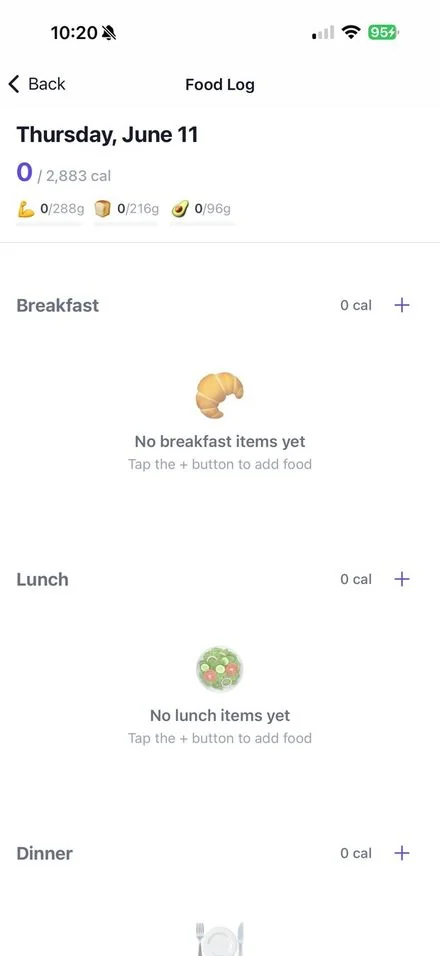 10:20
95
Back
Food Log
Thursday, June 11
0 / 2,883 cal
0/288g 0/216g 0/96g
Breakfast 0 cal +
No breakfast items yet
Tap the + button to add food
Lunch 0 cal +
No lunch items yet
Tap the + button to add food
Dinner 0 cal +